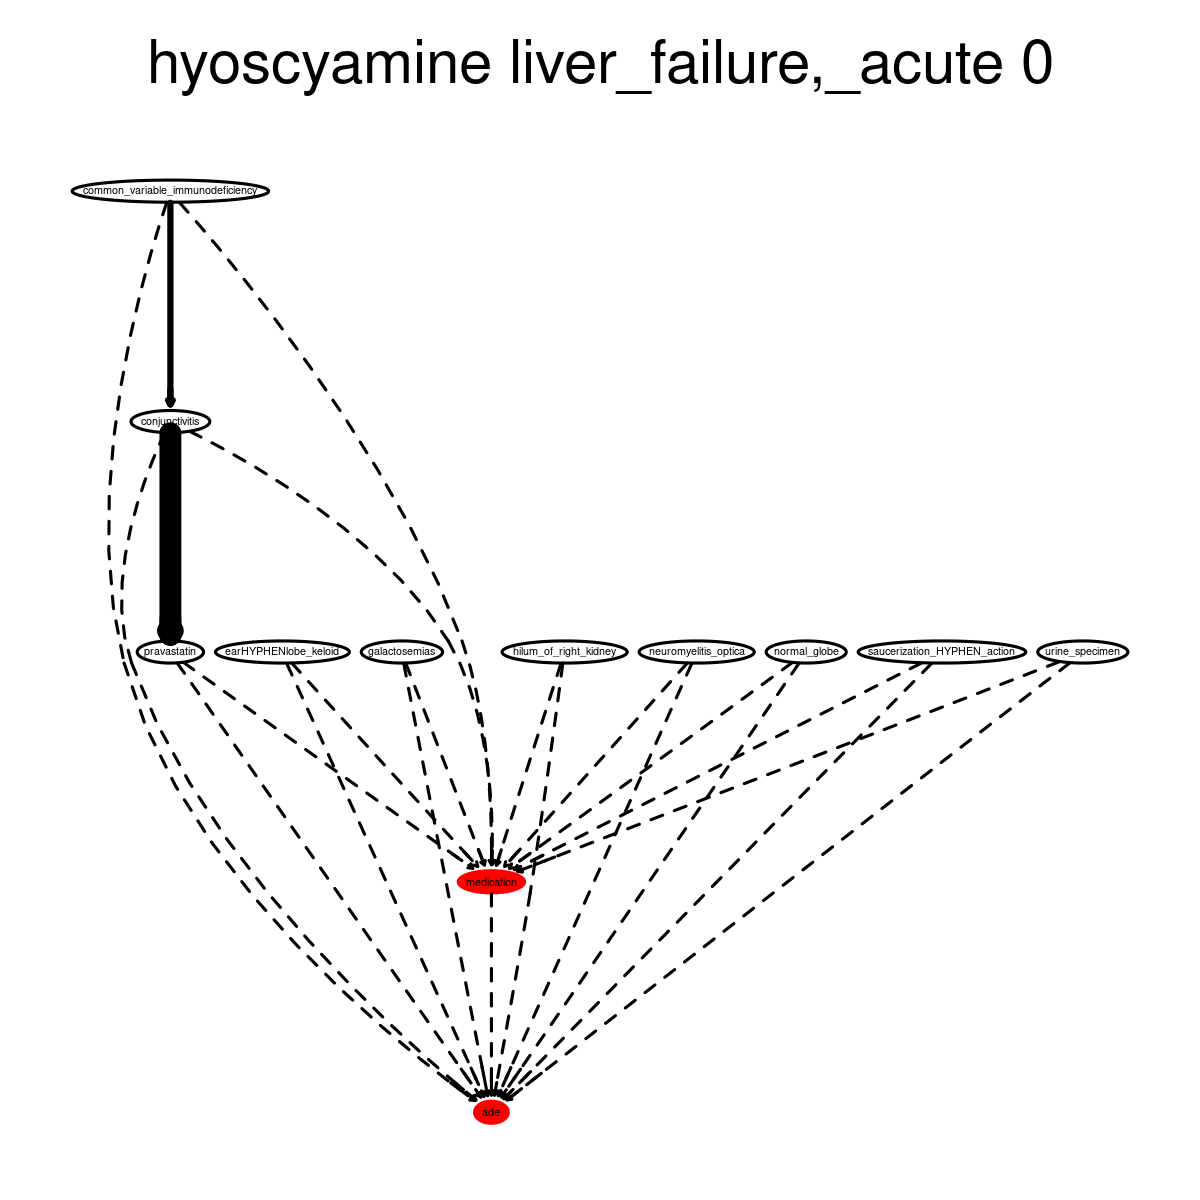 hyoscyamine liver_failure,_acute 0
common_variable_immunodeficiency
conjunctivitis
pravastatin earHYPHENlobe_keloid galactosemias hilum_of_right_kidney neuromyelitis_optica normal_globe saucerization_HYPHEN_action urine_specimen
medication
ade